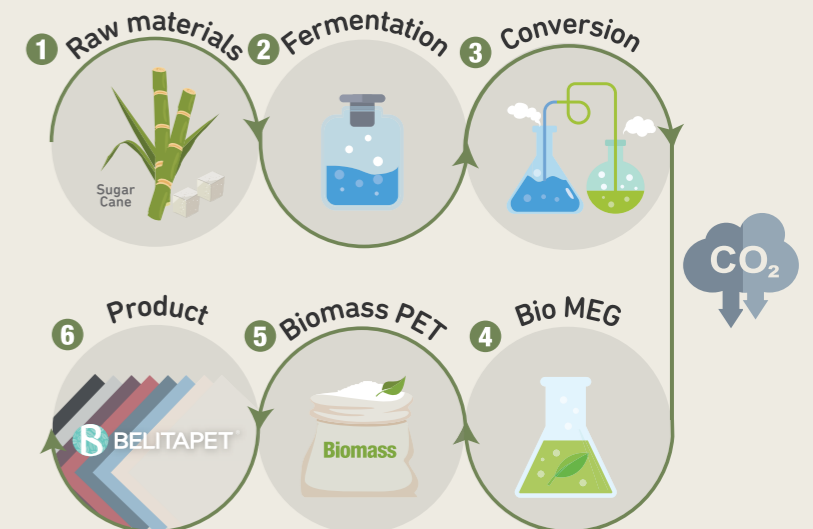 1 Raw materials
2 Fermentation
3 Conversion
Sugar
Cane
CO₂
6 Product
5 Biomass PET
4 Bio MEG
B BELITAPET
Biomass